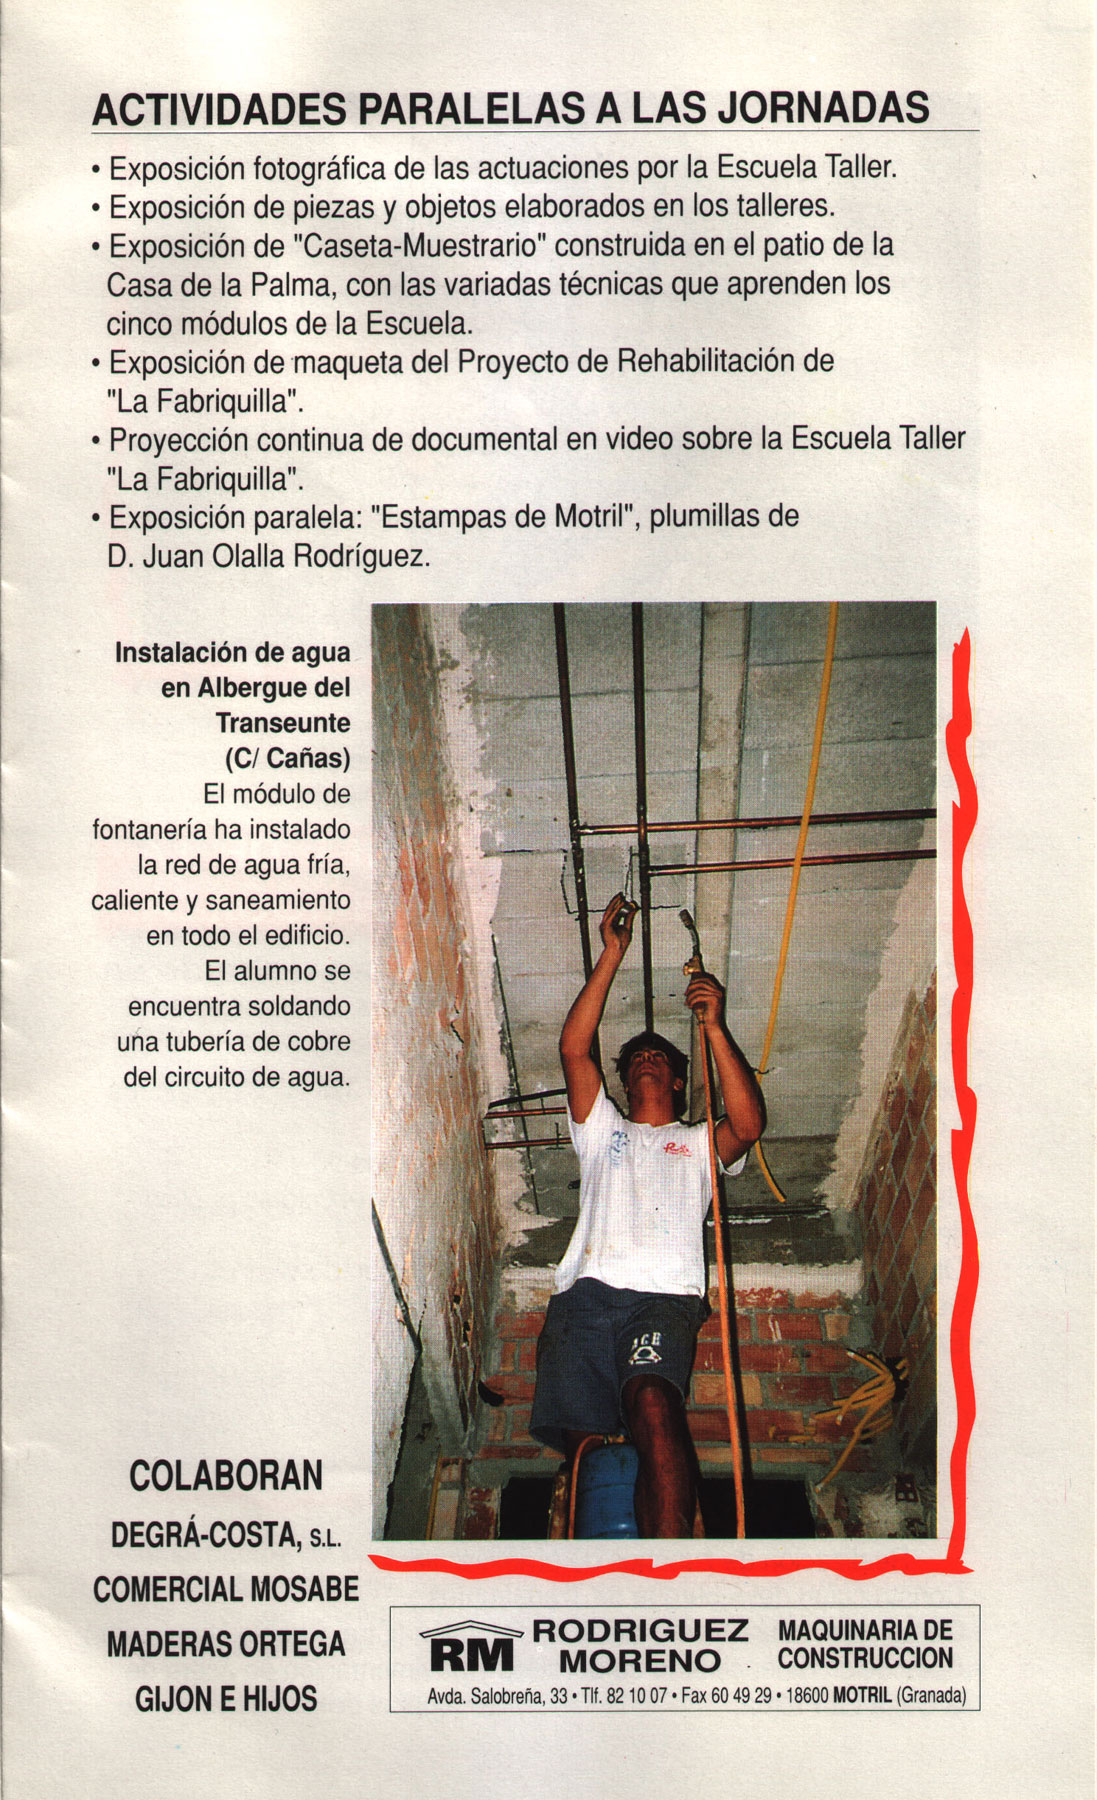 ACTIVIDADES PARALELAS A LAS JORNADAS
• Exposición fotográfica de las actuaciones por la Escuela Taller.
• Exposición de piezas y objetos elaborados en los talleres.
• Exposición de "Caseta-Muestrario" construida en el patio de la
Casa de la Palma, con las variadas técnicas que aprenden los
cinco módulos de la Escuela.
• Exposición de maqueta del Proyecto de Rehabilitación de
"La Fabriquilla".
• Proyección continua de documental en video sobre la Escuela Taller
"La Fabriquilla".
• Exposición paralela: "Estampas de Motril", plumillas de
D. Juan Olalla Rodríguez.
Instalación de agua
en Albergue del
Transeunte
(C/ Cañas)
El módulo de
fontanería ha instalado
la red de agua fría,
caliente y saneamiento
en todo el edificio.
El alumno se
encuentra soldando
una tubería de cobre
del circuito de agua.
COLABORAN
DEGRÁ-COSTA, S.L.
COMERCIAL MOSABE
MADERAS ORTEGA
GIJON E HIJOS
RM
RODRIGUEZ
MORENO
MAQUINARIA DE
CONSTRUCCION
Avda. Salobreña, 33 • Tlf. 82 10 07 • Fax 60 49 29 • 18600 MOTRIL (Granada)